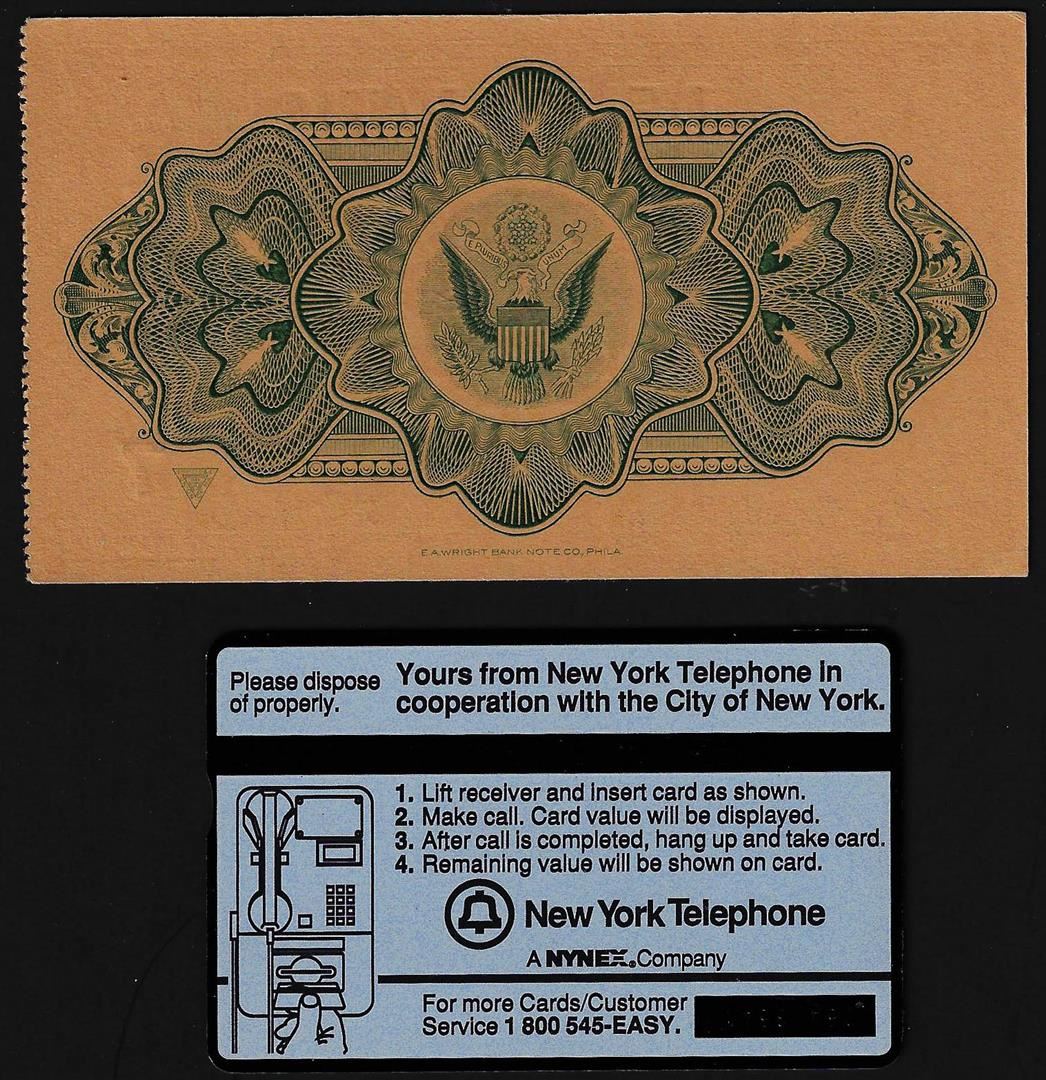 E PLURIBUS UNUM
E.A.WRIGHT BANK NOTE CO., PHILA.
Please dispose
of properly.
Yours from New York Telephone in
cooperation with the City of New York.
1. Lift receiver and insert card as shown.
2. Make call. Card value will be displayed.
3. After call is completed, hang up and take card.
4. Remaining value will be shown on card.
New York Telephone
A NYNEX Company
For more Cards/Customer
Service 1 800 545-EASY.